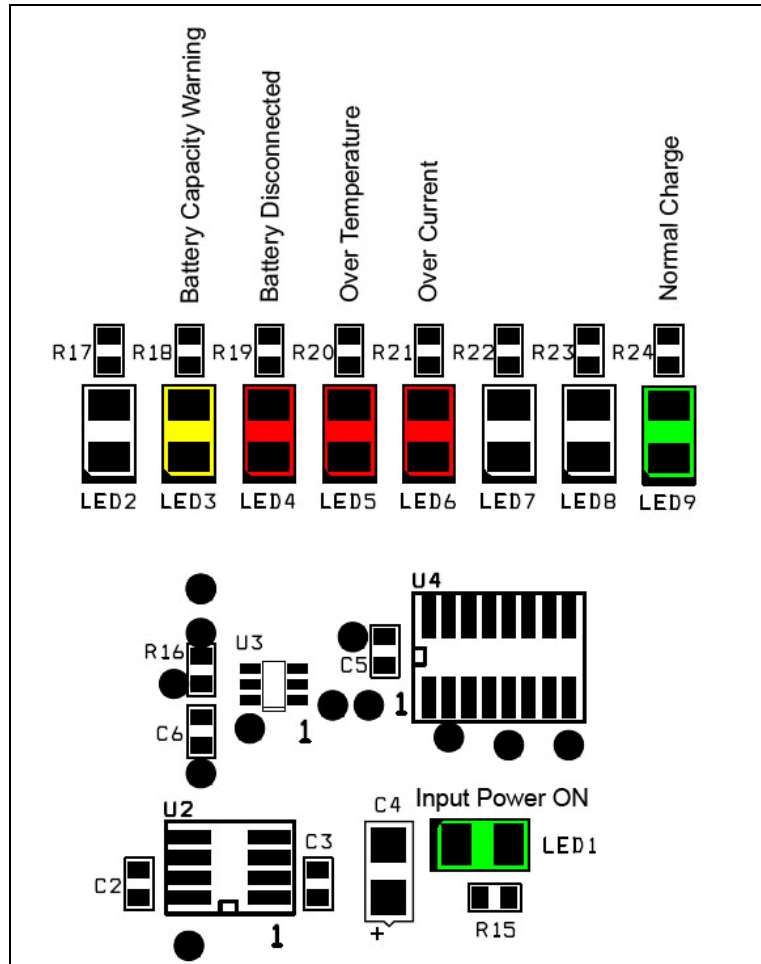 Battery Capacity Warning
Battery Disconnected
Over Temperature
Over Current
Normal Charge
R17 R18 R19 R20 R21 R22 R23 R24
LED2 LED3 LED4 LED5 LED6 LED7 LED8 LED9
U4
R16 U3 C5
1
C6 1
U2 C4 Input Power ON
C3 LED1
C2
R15
1 +